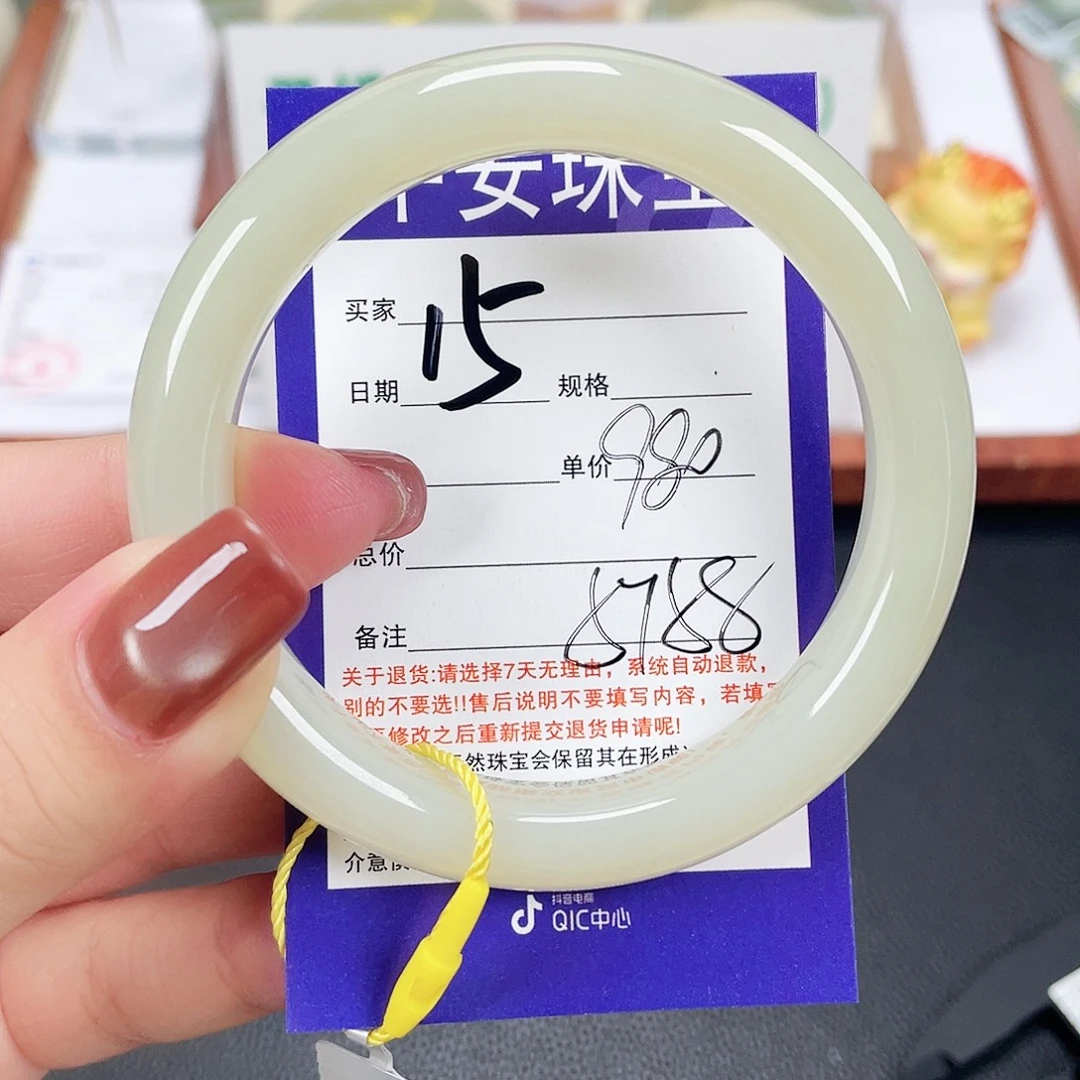 安珠宝
买家
15
日期 规格
单价 980
总价
8788
备注
关于退货:请选择7天无理由，系统自动退款，
别的不要选!!售后说明不要填写内容，若填写
修改之后重新提交退货申请呢!
然珠宝会保留其在形成
介意
抖音电商
QIC中心